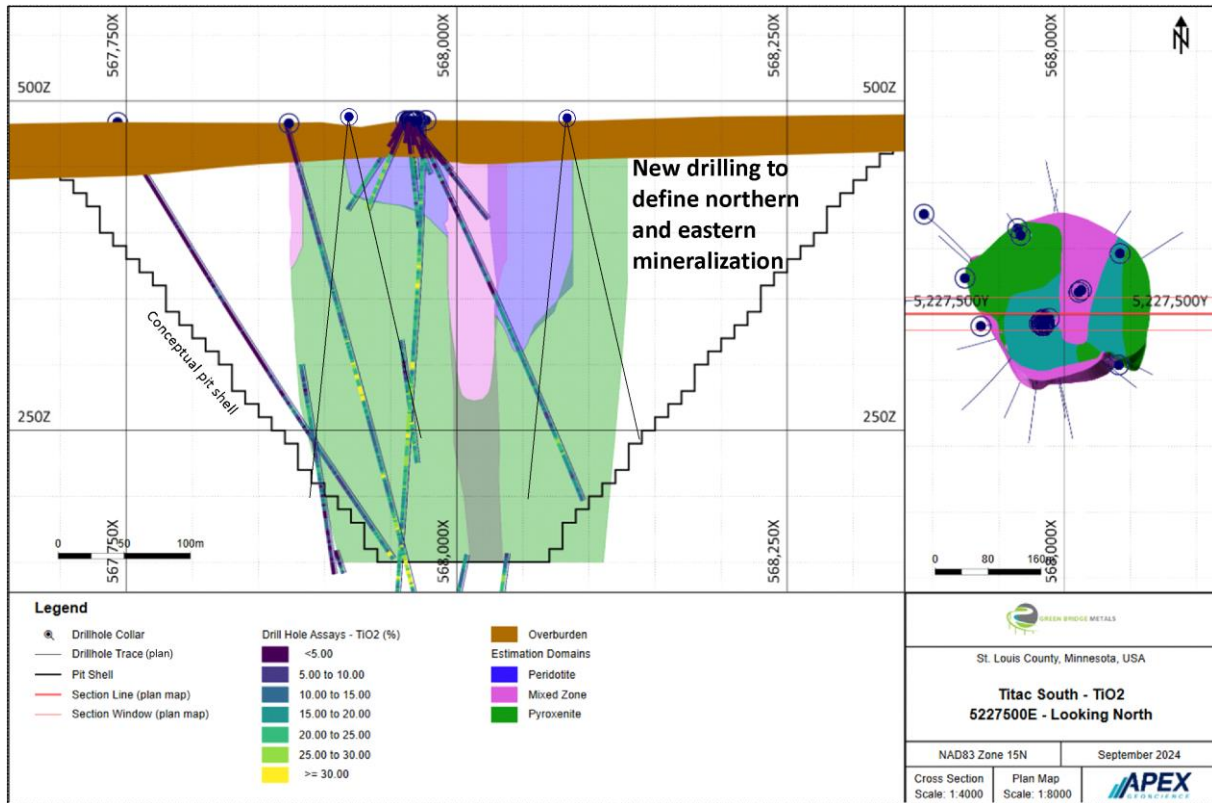 567,750X
568,000X
568,250X
568,000X
N
500Z
500Z
New drilling to
define northern
and eastern
mineralization
5,227,500Y
5,227,500Y
Conceptual pit shell
250Z
250Z
0 50 100m
567,750X
568,000X
568,250X
0 80 160m
568,000X
Legend
Drillhole Collar
Drillhole Trace (plan)
Pit Shell
Section Line (plan map)
Section Window (plan map)
Drill Hole Assays - TiO2 (%)
<5.00
5.00 to 10.00
10.00 to 15.00
15.00 to 20.00
20.00 to 25.00
25.00 to 30.00
>= 30.00
Overburden
Estimation Domains
Peridotite
Mixed Zone
Pyroxenite
GREEN BRIDGE METALS
St. Louis County, Minnesota, USA
Titac South - TiO2
5227500E - Looking North
NAD83 Zone 15N
September 2024
Cross Section
Scale: 1:4000
Plan Map
Scale: 1:8000
APEX
GEOSCIENCE